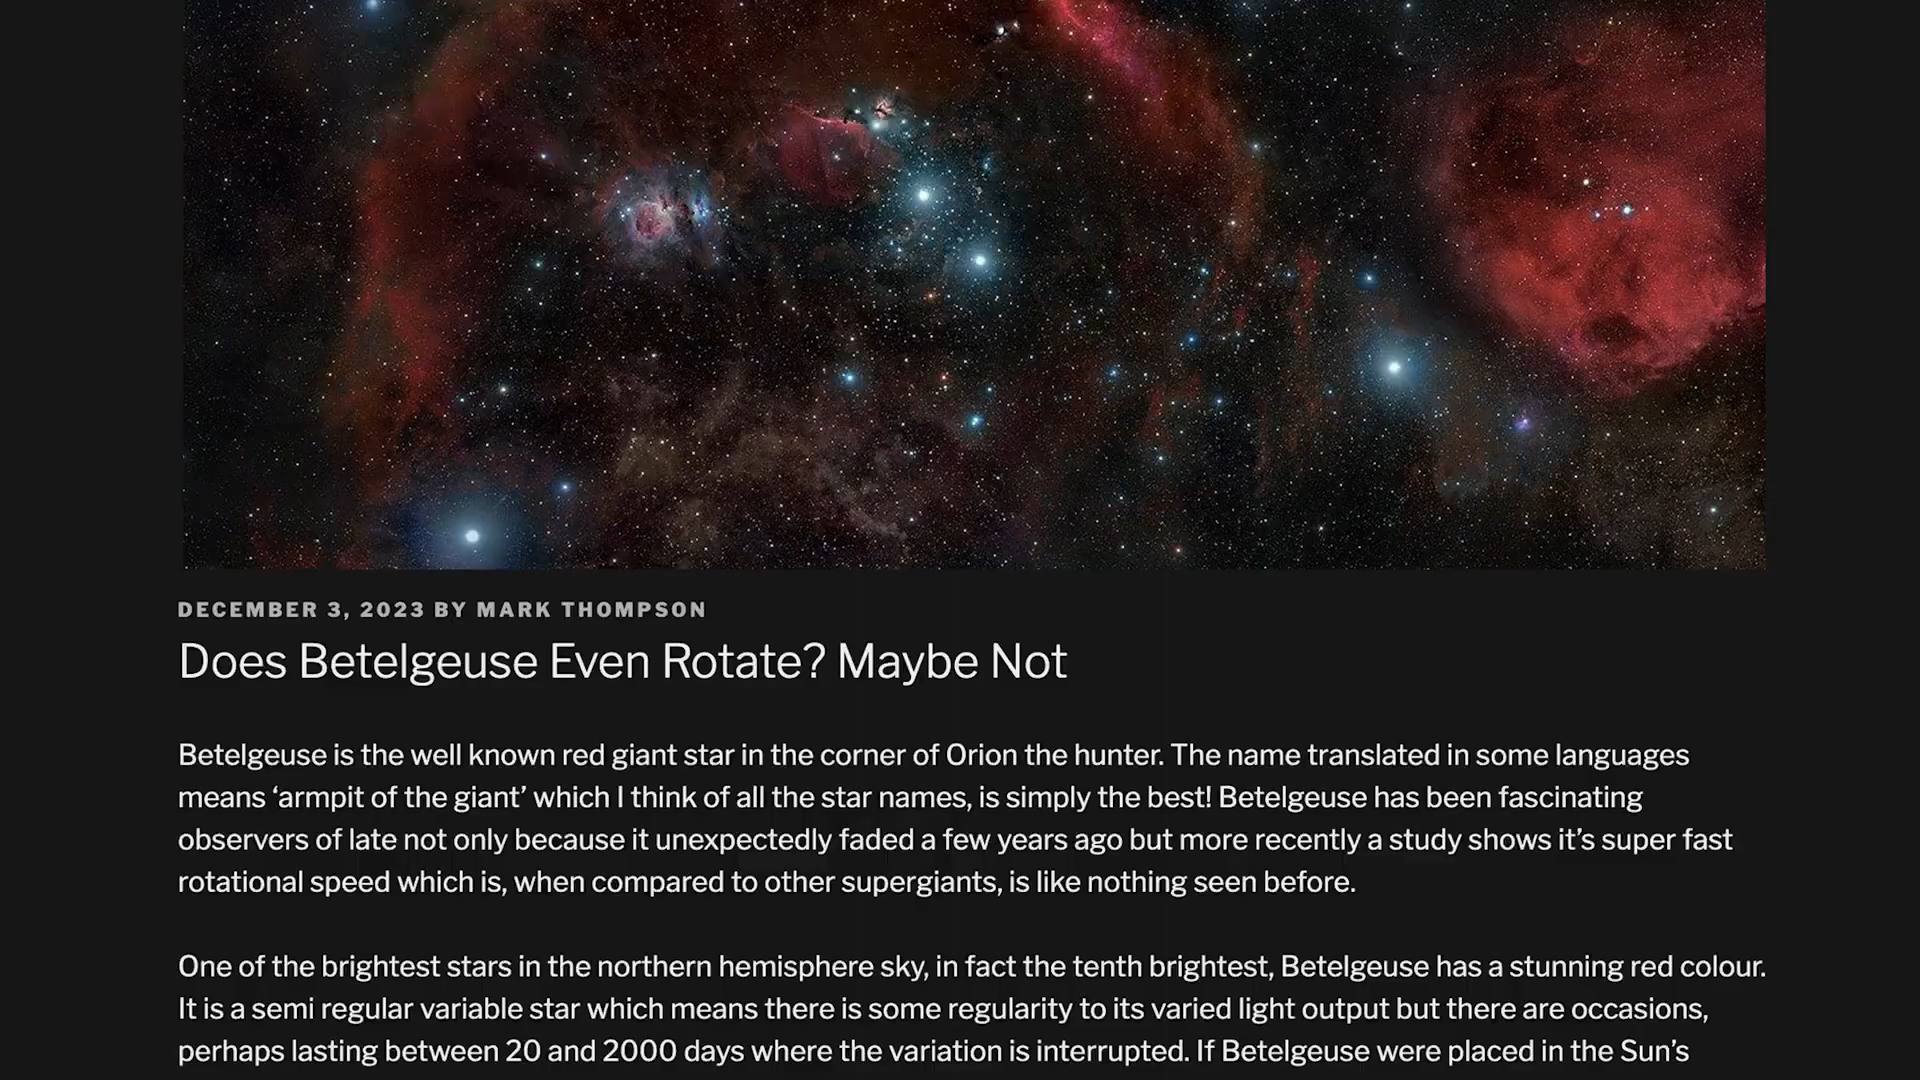 DECEMBER 3, 2023 BY MARK THOMPSON
Does Betelgeuse Even Rotate? Maybe Not
Betelgeuse is the well known red giant star in the corner of Orion the hunter. The name translated in some languages
means ‘armpit of the giant’ which I think of all the star names, is simply the best! Betelgeuse has been fascinating
observers of late not only because it unexpectedly faded a few years ago but more recently a study shows it’s super fast
rotational speed which is, when compared to other supergiants, is like nothing seen before.
One of the brightest stars in the northern hemisphere sky, in fact the tenth brightest, Betelgeuse has a stunning red colour.
It is a semi regular variable star which means there is some regularity to its varied light output but there are occasions,
perhaps lasting between 20 and 2000 days where the variation is interrupted. If Betelgeuse were placed in the Sun’s